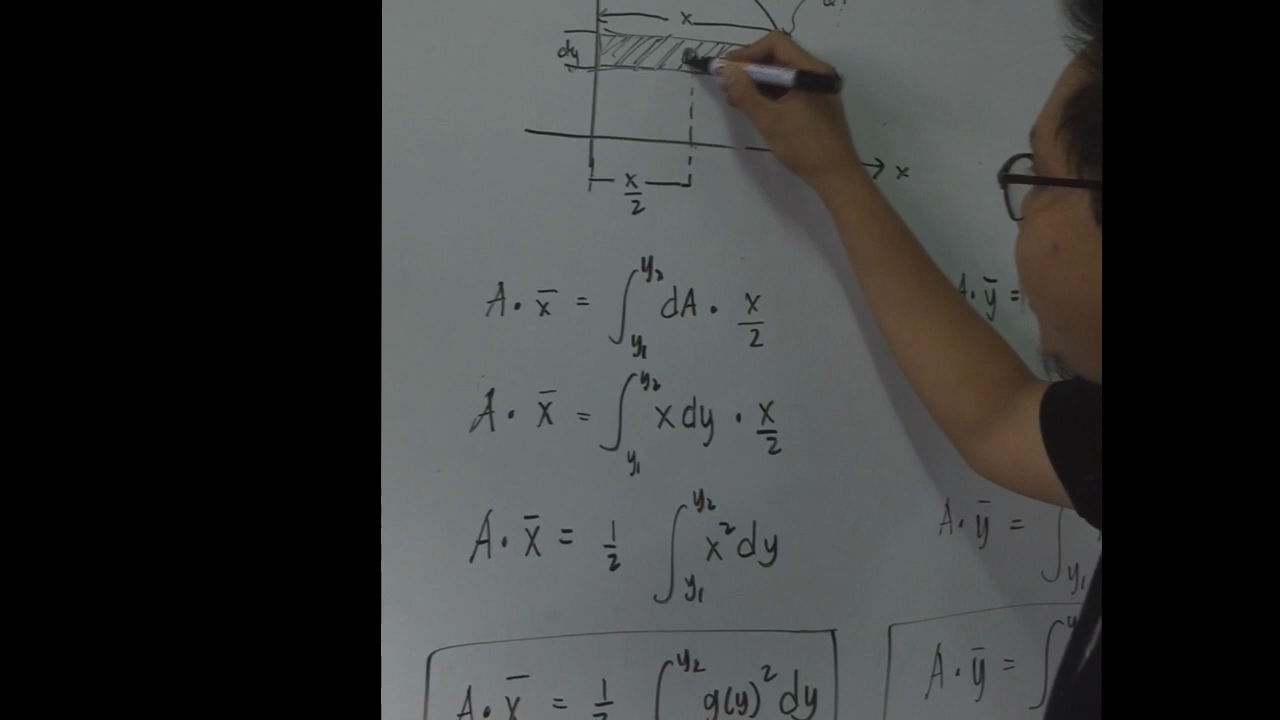 x
dy
x
x/2
A · x̄ = ∫_{y₁}^{y₂} dA · x/2
A · ȳ =
A · x̄ = ∫_{y₁}^{y₂} x dy · x/2
A · x̄ = 1/2 ∫_{y₁}^{y₂} x² dy
A · ȳ = ∫_{y₁}
A · x̄ = 1/2 ∫^{y₂} g(y)² dy
A · ȳ = ∫